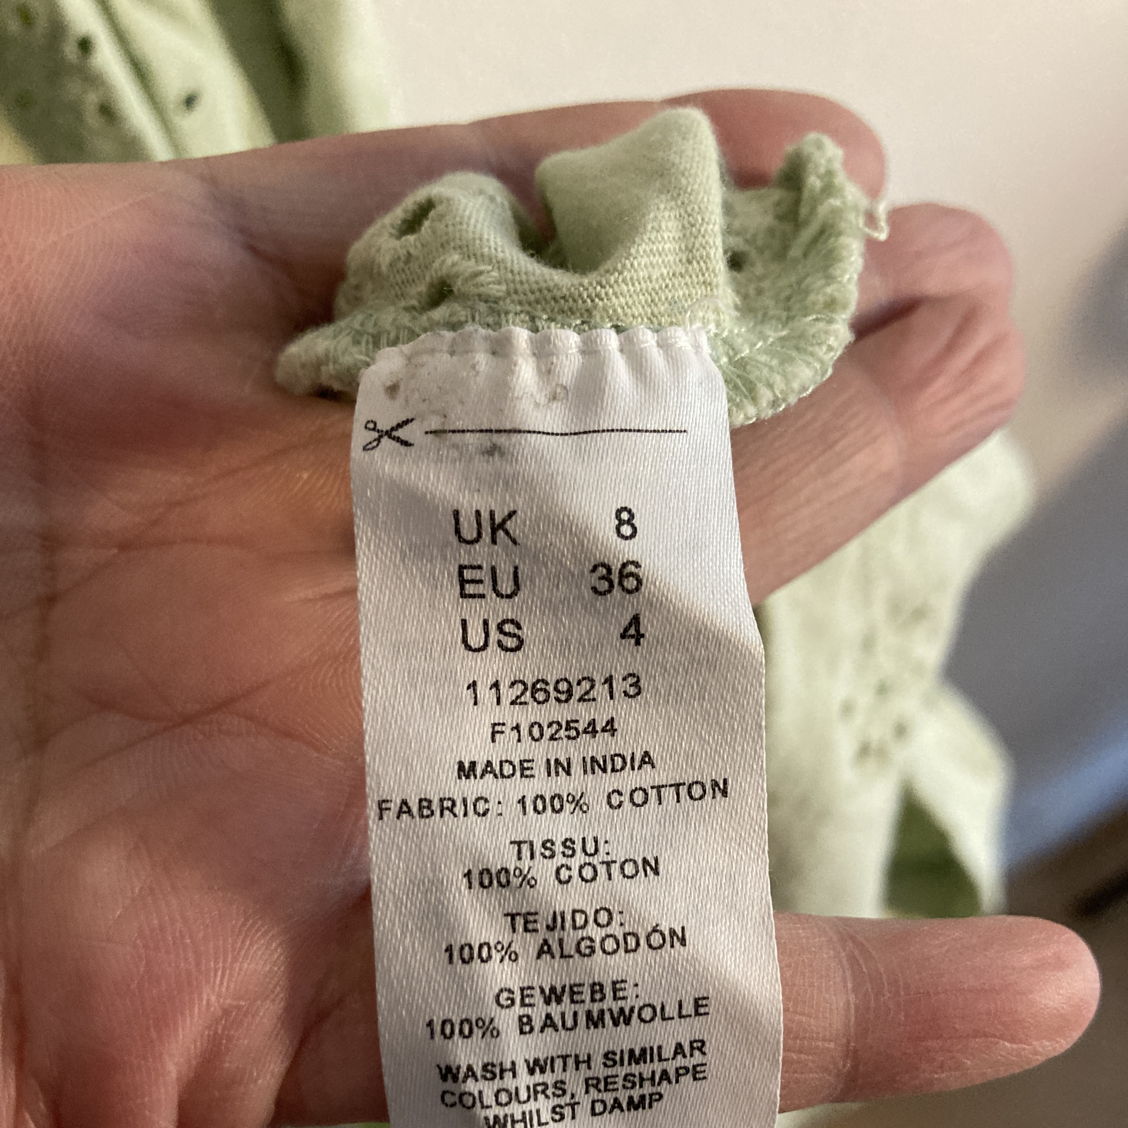 UK 8
EU 36
US 4
11269213
F102544
MADE IN INDIA
FABRIC: 100% COTTON
TISSU:
100% COTON
TEJIDO:
100% ALGODÓN
GEWEBE:
100% BAUMWOLLE
WASH WITH SIMILAR
COLOURS, RESHAPE
WHILST DAMP